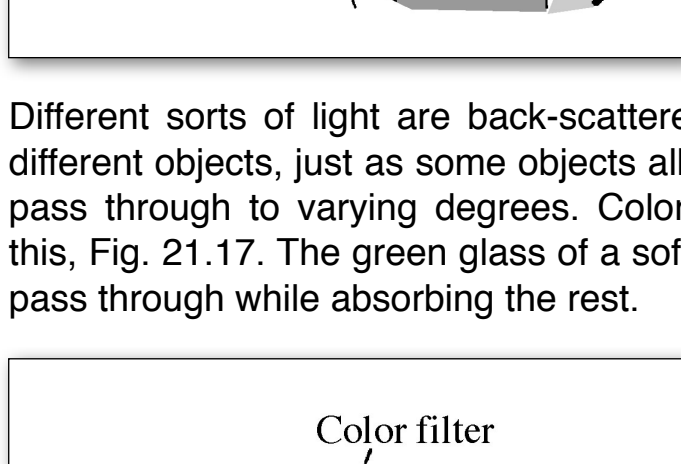 Different sorts of light are back-scattere
different objects, just as some objects all
pass through to varying degrees. Color
this, Fig. 21.17. The green glass of a sof
pass through while absorbing the rest.
Color filter